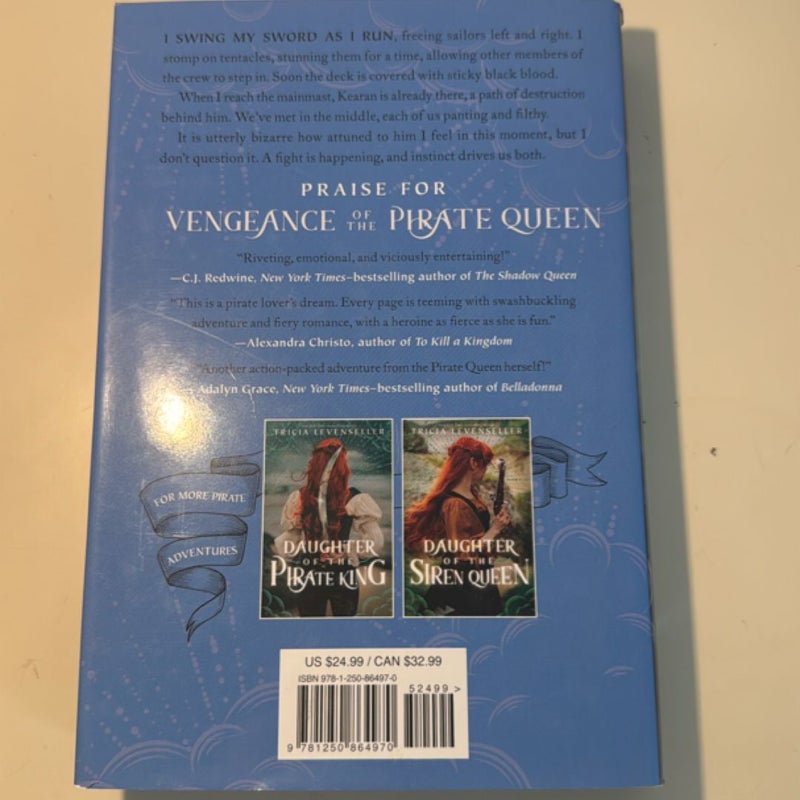 I SWING MY SWORD AS I RUN, freeing sailors left and right. I
stomp on tentacles, stunning them for a time, allowing other members of
the crew to step in. Soon the deck is covered with sticky black blood.
When I reach the mainmast, Kearan is already there, a path of destruction
behind him. We've met in the middle, each of us panting and filthy.
It is utterly bizarre how attuned to him I feel in this moment, but I
don't question it. A fight is happening, and instinct drives us both.
PRAISE FOR
VENGEANCE OF THE PIRATE QUEEN
"Riveting, emotional, and viciously entertaining!"
—C.J. Redwine, New York Times–bestselling author of The Shadow Queen
"This is a pirate lover's dream. Every page is teeming with swashbuckling
adventure and fiery romance, with a heroine as fierce as she is fun."
—Alexandra Christo, author of To Kill a Kingdom
"Another action-packed adventure from the Pirate Queen herself!"
—Adalyn Grace, New York Times–bestselling author of Belladonna
FOR MORE PIRATE
ADVENTURES
TRICIA LEVENSELLER
DAUGHTER
OF THE
PIRATE KING
TRICIA LEVENSELLER
DAUGHTER
OF THE
SIREN QUEEN
US $24.99 / CAN $32.99
ISBN 978-1-250-86497-0
52499 >
9 781250 864970